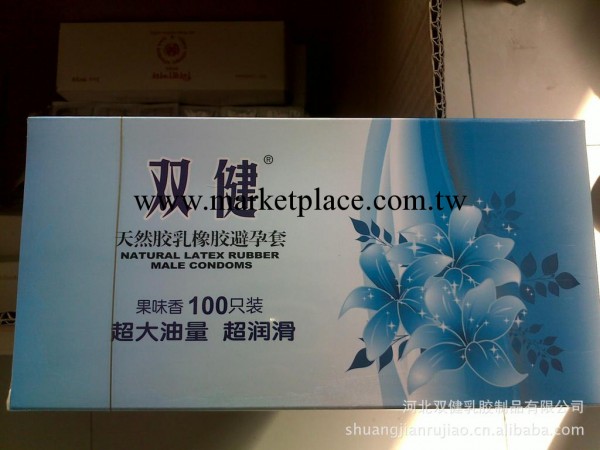 双健®
www.marketplace.com.tw
天然胶乳橡胶避孕套
NATURAL LATEX RUBBER
MALE CONDOMS
果味香 100只装
超大油量 超润滑
河北双健乳胶制品有限公司
shuangjianrujiao.cn.alibaba.com